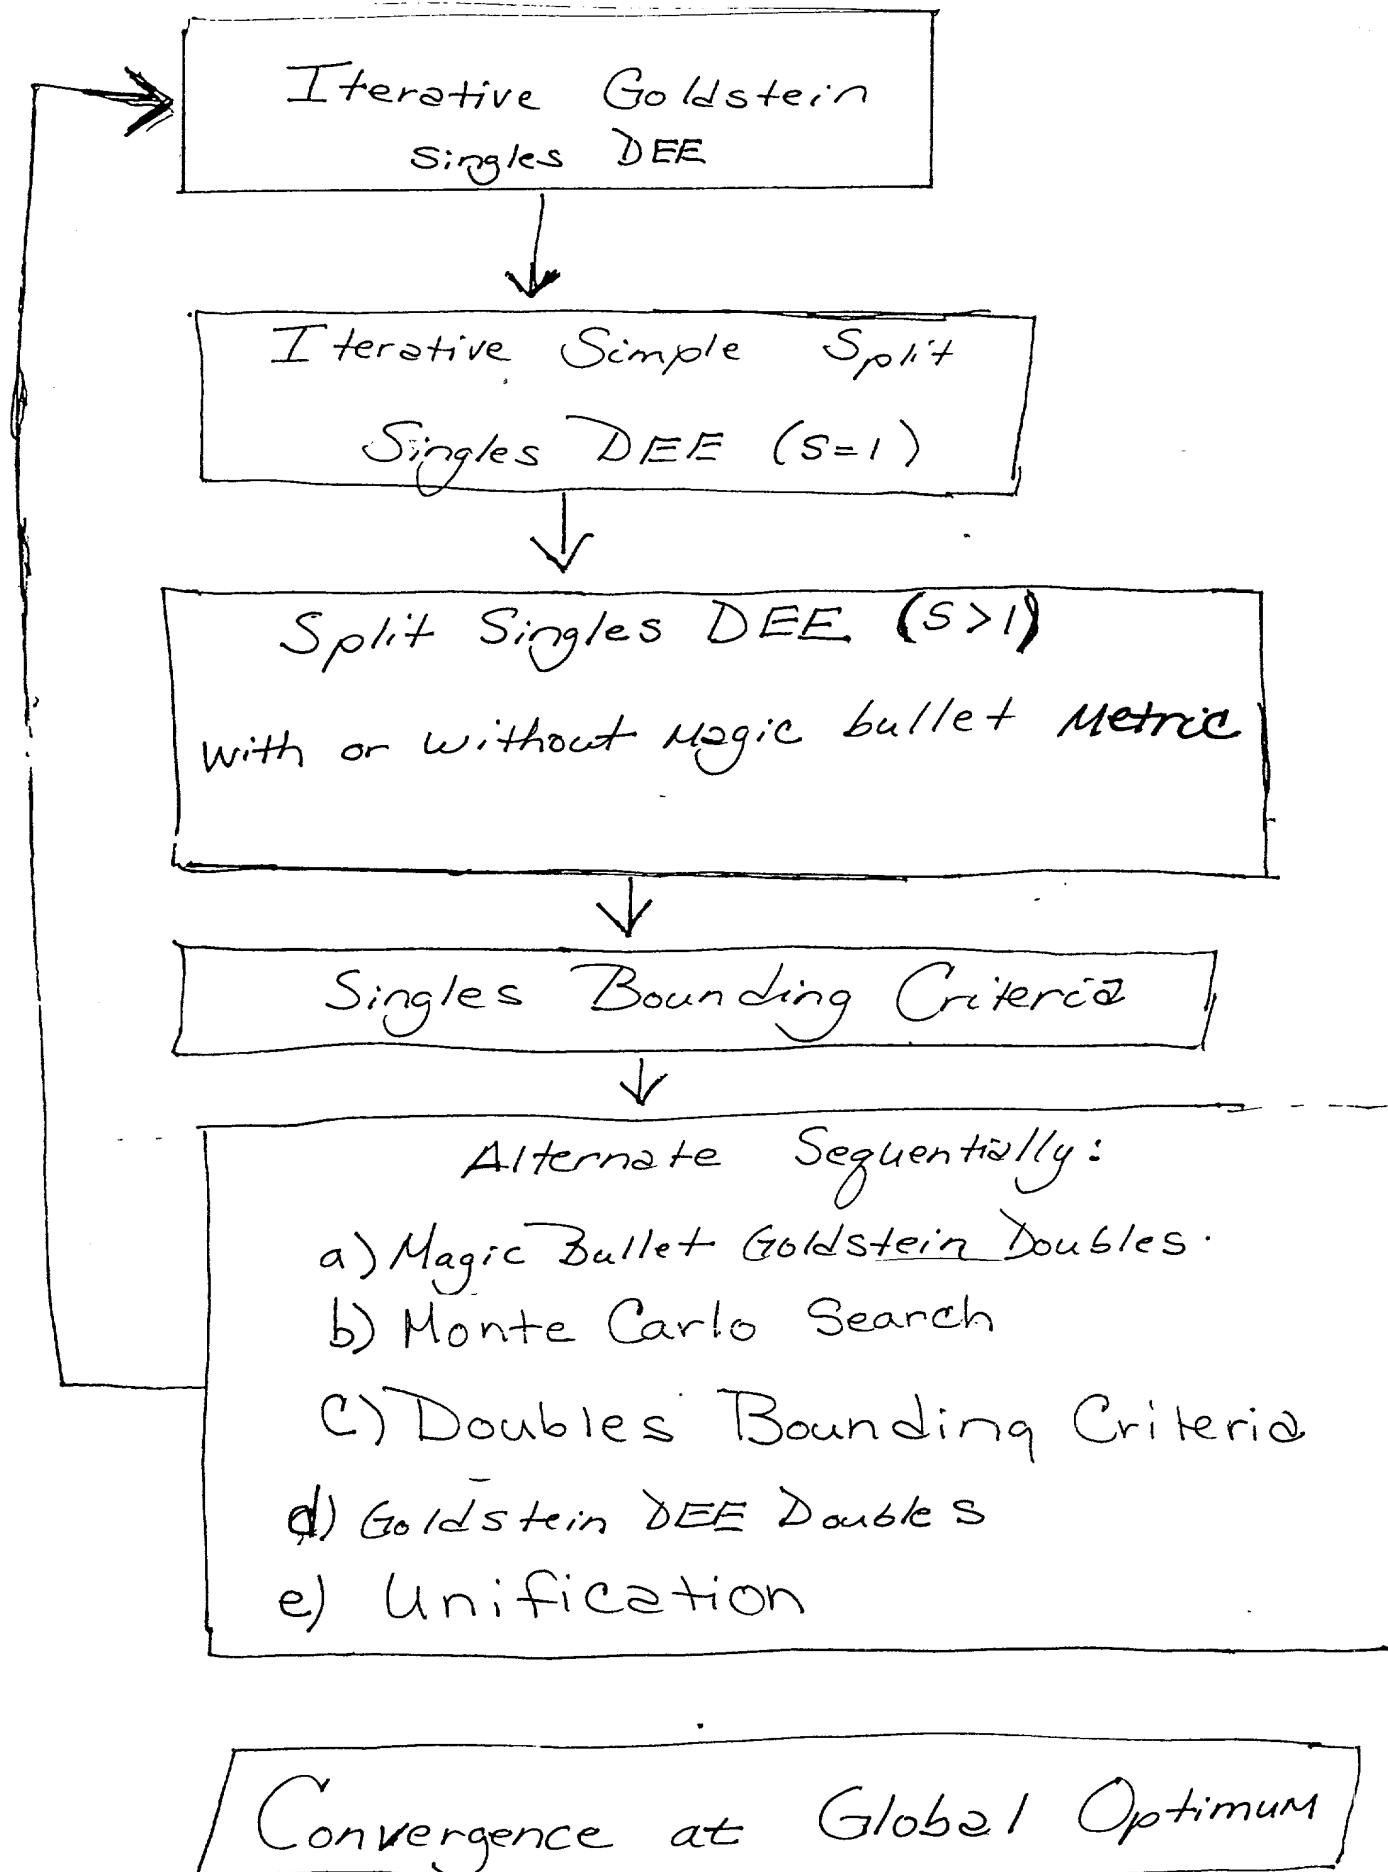 Iterative Goldstein
Singles DEE
Iterative Simple Split
Singles DEE (S=1)
Split Singles DEE (S>1)
with or without Magic bullet Metric
Singles Bounding Criteria
Alternate Sequentially:
a) Magic Bullet Goldstein Doubles.
b) Monte Carlo Search
C) Doubles Bounding Criteria
d) Goldstein DEE Doubles
e) Unification
Convergence at Global Optimum